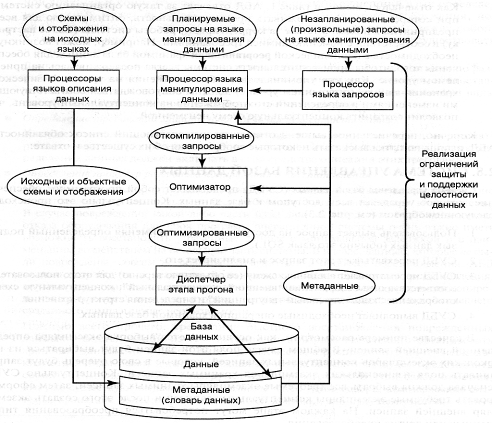 Схемы
и отображения
на исходных
языках
Планируемые
запросы на языке
манипулирования
данными
Незапланированные
(произвольные) запросы
на языке манипулирования
данными
Процессоры
языков описания
данных
Процессор языка
манипулирования
данными
Процессор
языка запросов
Откомпилированные
запросы
Реализация
ограничений
защиты
и поддержки
целостности
данных
Исходные и объектные
схемы и отображения
Оптимизатор
Оптимизированные
запросы
Диспетчер
этапа прогона
Метаданные
База
данных
Данные
Метаданные
(словарь данных)